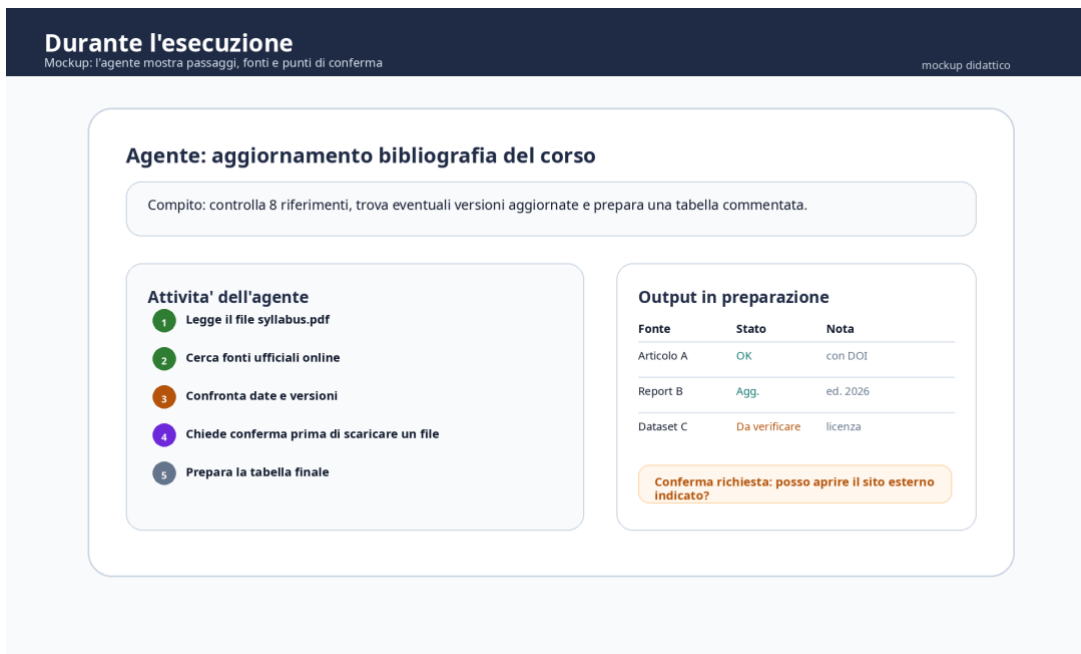 Durante l'esecuzione
Mockup: l'agente mostra passaggi, fonti e punti di conferma
mockup didattico
Agente: aggiornamento bibliografia del corso
Compito: controlla 8 riferimenti, trova eventuali versioni aggiornate e prepara una tabella commentata.
Attivita' dell'agente
1 Legge il file syllabus.pdf
2 Cerca fonti ufficiali online
3 Confronta date e versioni
4 Chiede conferma prima di scaricare un file
5 Prepara la tabella finale
Output in preparazione
Fonte Stato Nota
Articolo A OK con DOI
Report B Agg. ed. 2026
Dataset C Da verificare licenza
Conferma richiesta: posso aprire il sito esterno
indicato?